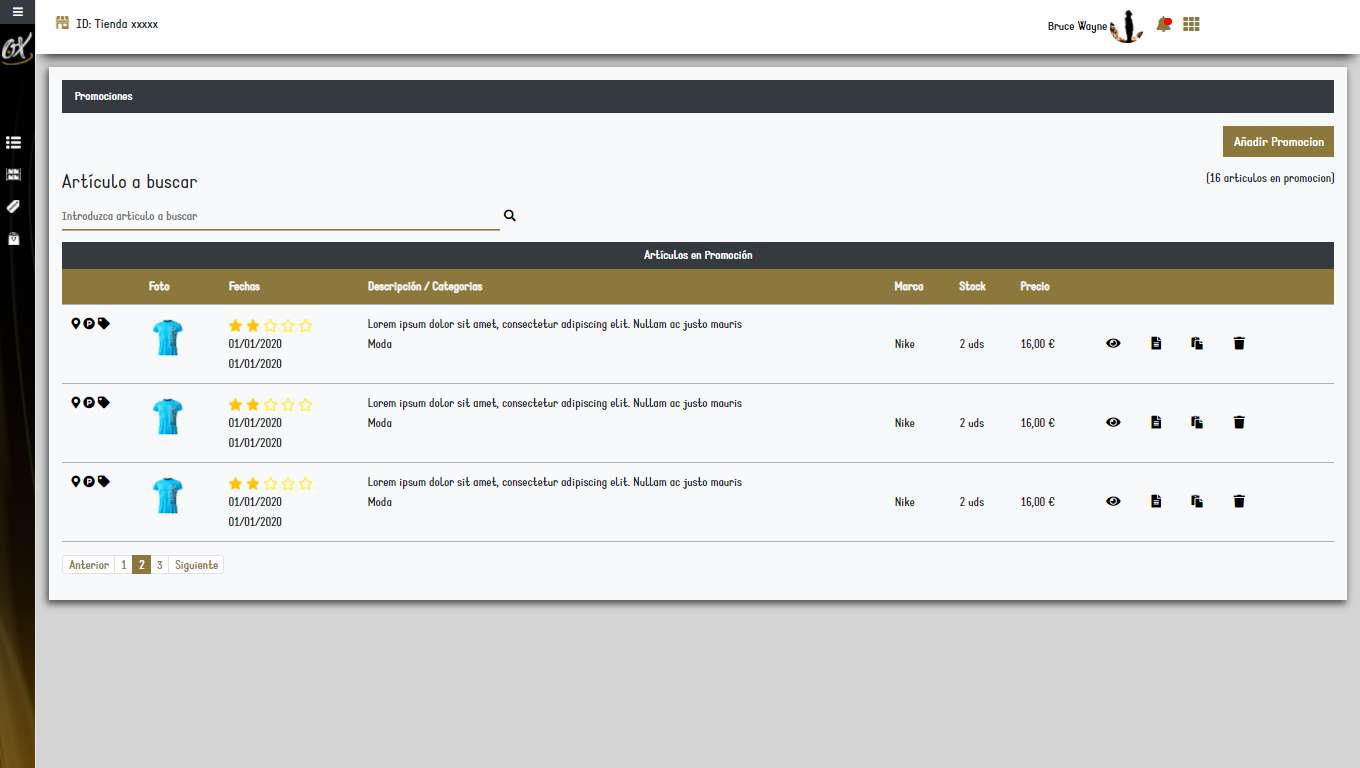 ID: Tienda xxxxx
Bruce Wayne
OX
Promociones
Añadir Promocion
Artículo a buscar
(16 articulos en promocion)
Introduzca artículo a buscar
Artículos en Promoción
Foto Fechas Descripción / Categorias Marca Stock Precio
Lorem ipsum dolor sit amet, consectetur adipiscing elit. Nullam ac justo mauris
01/01/2020 Moda Nike 2 uds 16,00 €
01/01/2020
Lorem ipsum dolor sit amet, consectetur adipiscing elit. Nullam ac justo mauris
01/01/2020 Moda Nike 2 uds 16,00 €
01/01/2020
Lorem ipsum dolor sit amet, consectetur adipiscing elit. Nullam ac justo mauris
01/01/2020 Moda Nike 2 uds 16,00 €
01/01/2020
Anterior 1 2 3 Siguiente